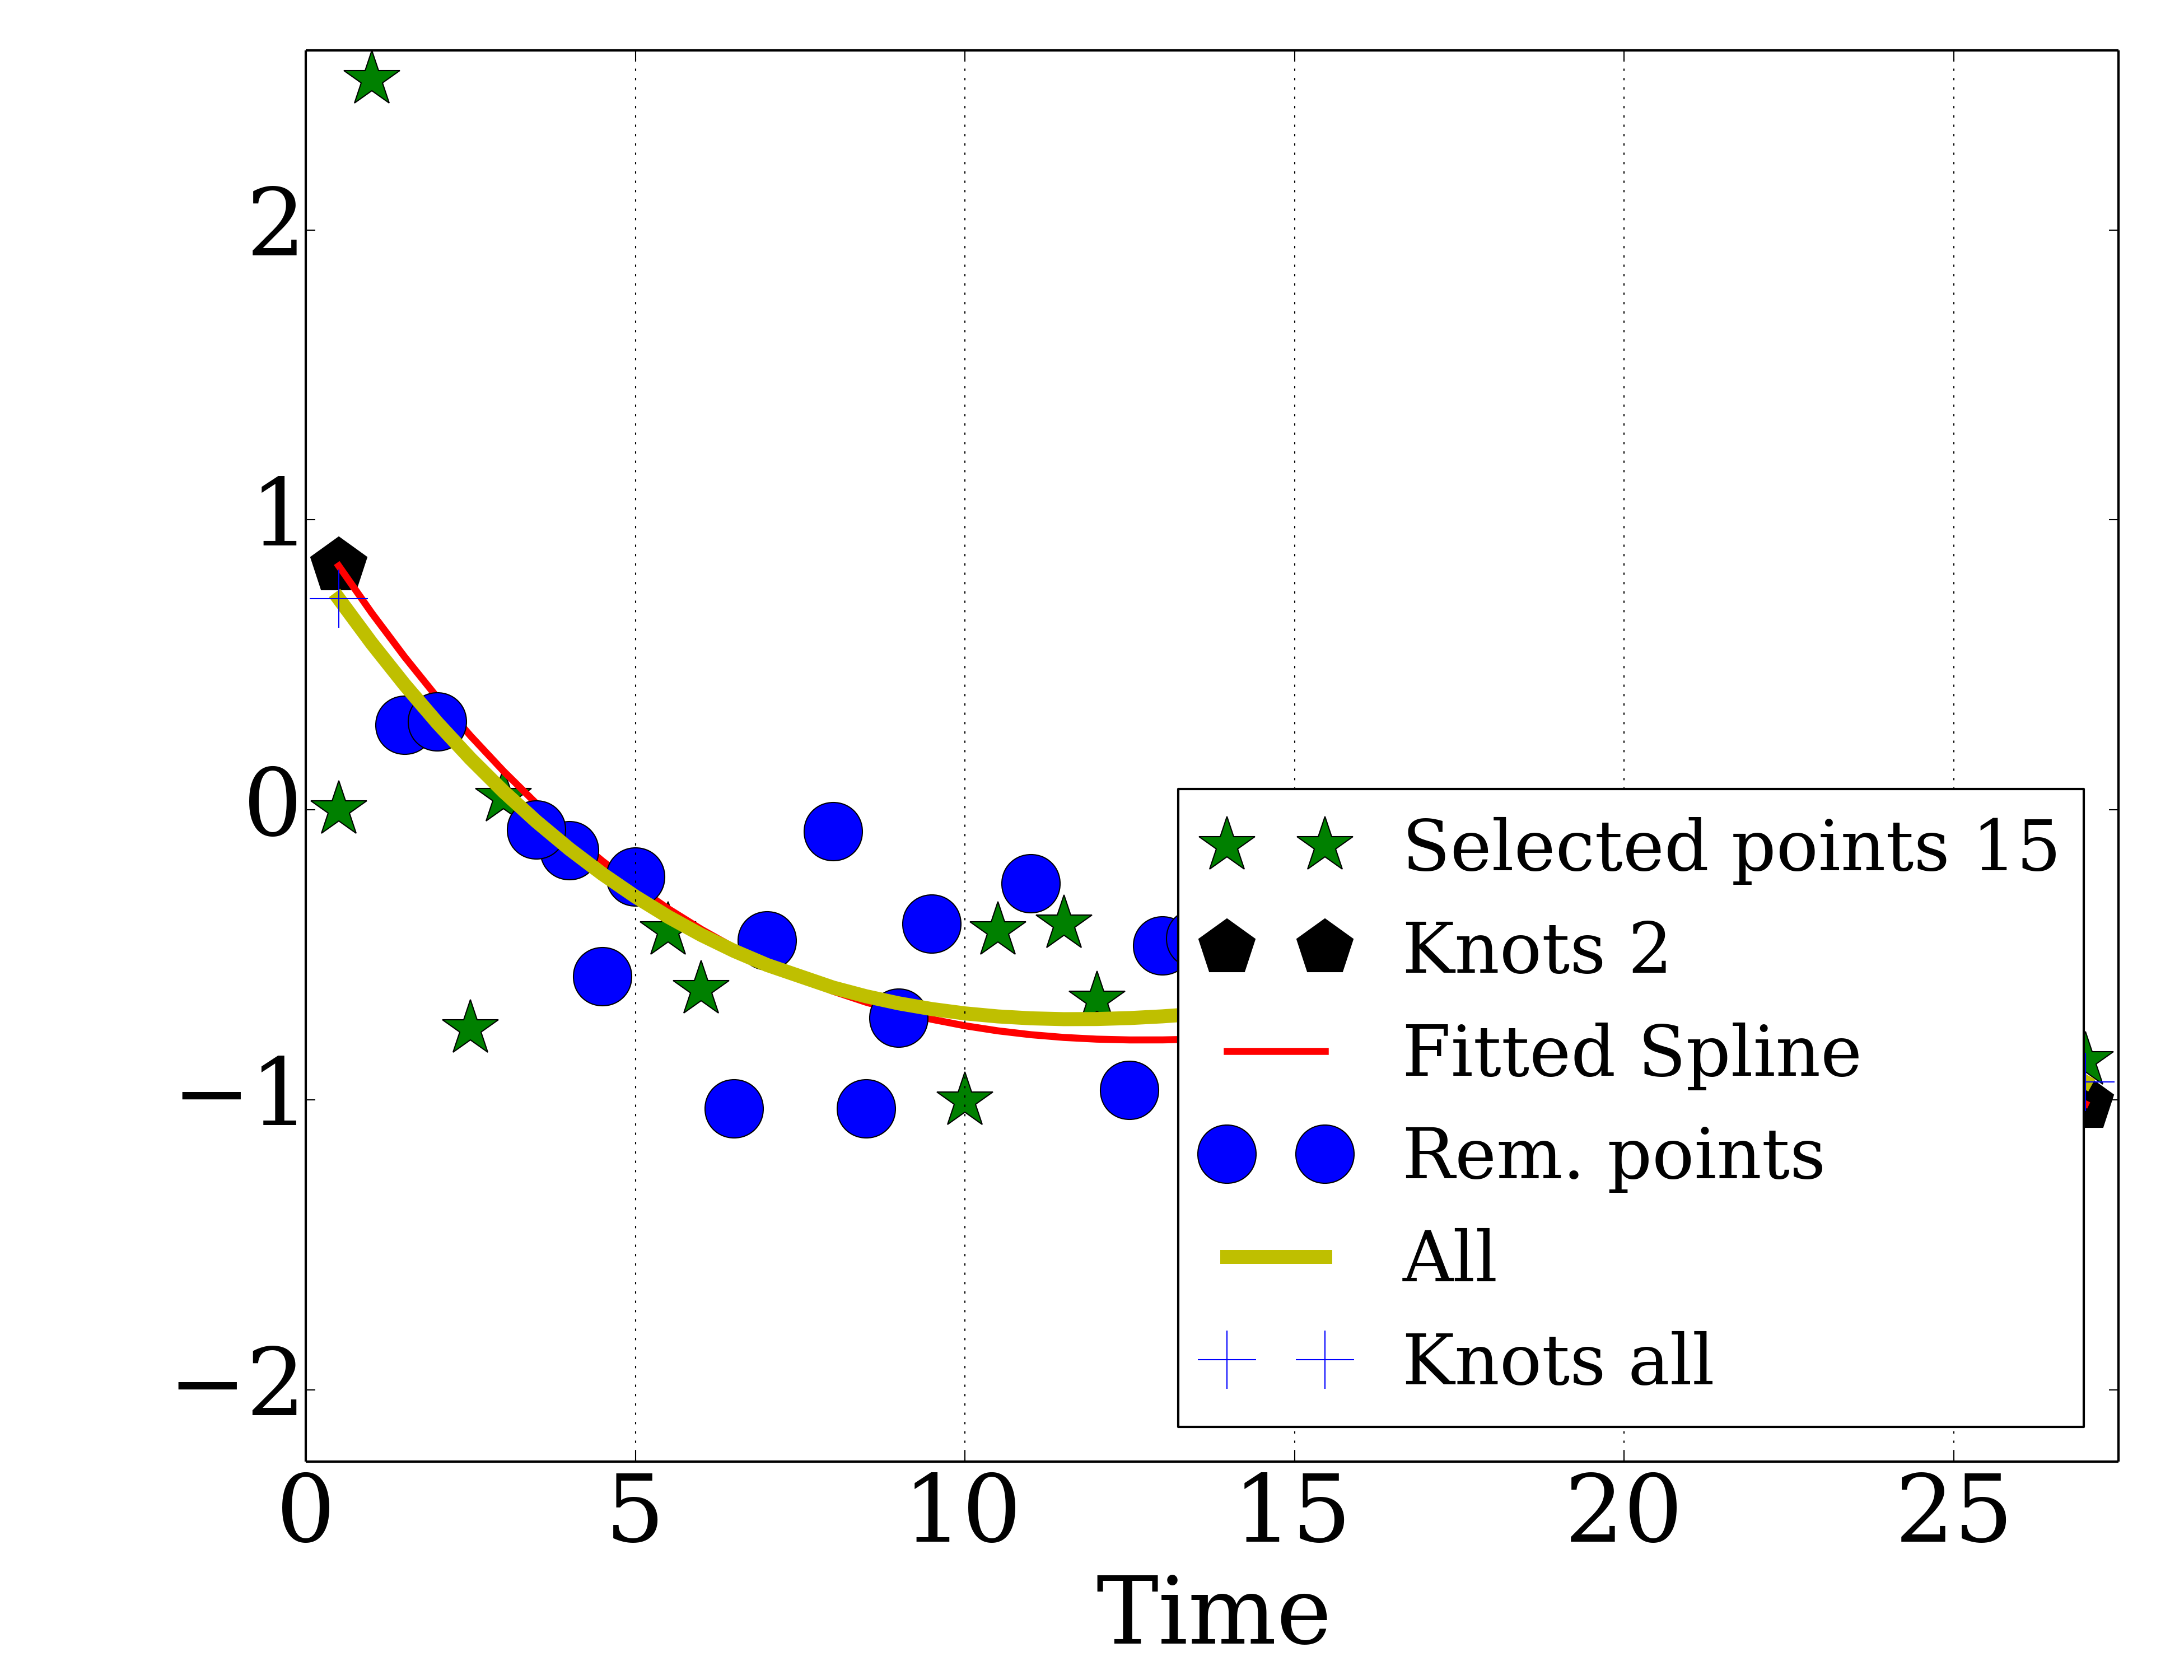 2
1
0
−1
−2
Selected points 15
Knots 2
Fitted Spline
Rem. points
All
Knots all
0 5 10 15 20 25
Time